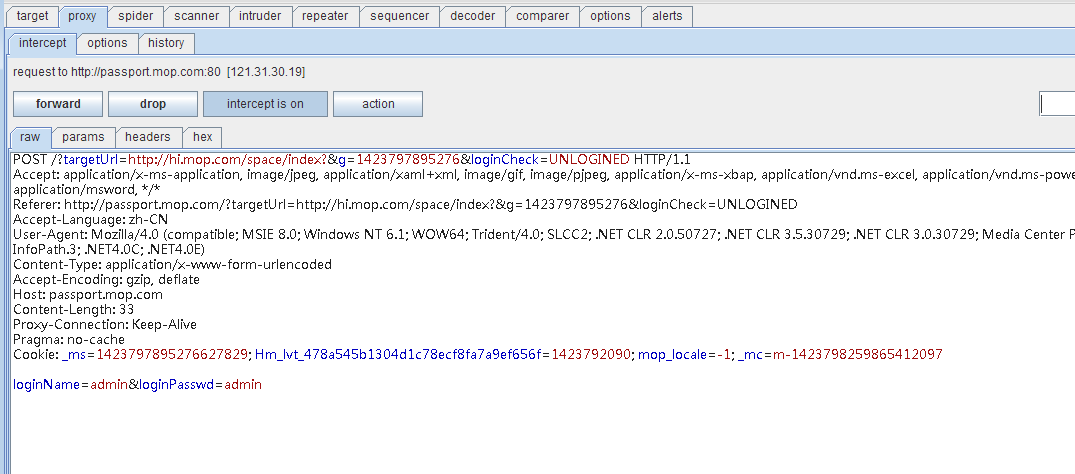 target proxy spider scanner intruder repeater sequencer decoder comparer options alerts
intercept options history
request to http://passport.mop.com:80 [121.31.30.19]
forward drop intercept is on action
raw params headers hex
POST /?targetUrl=http://hi.mop.com/space/index?&g=1423797895276&loginCheck=UNLOGINED HTTP/1.1
Accept: application/x-ms-application, image/jpeg, application/xaml+xml, image/gif, image/pjpeg, application/x-ms-xbap, application/vnd.ms-excel, application/vnd.ms-powe
application/msword, */*
Referer: http://passport.mop.com/?targetUrl=http://hi.mop.com/space/index?&g=1423797895276&loginCheck=UNLOGINED
Accept-Language: zh-CN
User-Agent: Mozilla/4.0 (compatible; MSIE 8.0; Windows NT 6.1; WOW64; Trident/4.0; SLCC2; .NET CLR 2.0.50727; .NET CLR 3.5.30729; .NET CLR 3.0.30729; Media Center P
InfoPath.3; .NET4.0C; .NET4.0E)
Content-Type: application/x-www-form-urlencoded
Accept-Encoding: gzip, deflate
Host: passport.mop.com
Content-Length: 33
Proxy-Connection: Keep-Alive
Pragma: no-cache
Cookie: _ms=1423797895276627829; Hm_lvt_478a545b1304d1c78ecf8fa7a9ef656f=1423792090; mop_locale=-1; _mc=m-1423798259865412097
loginName=admin&loginPasswd=admin